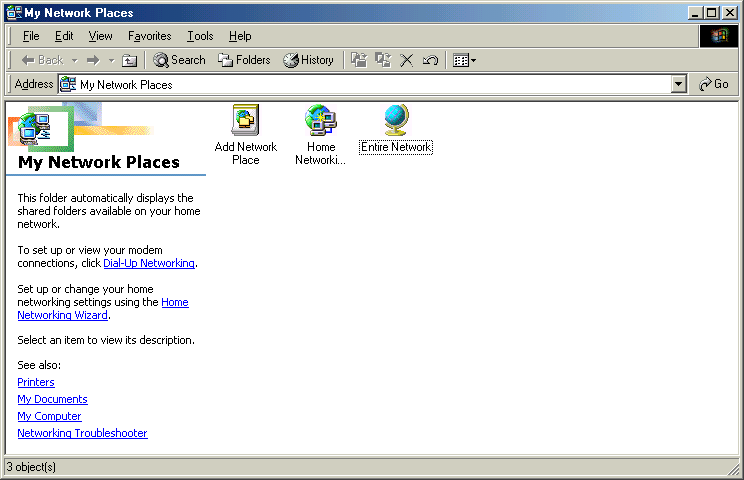 My Network Places
File Edit View Favorites Tools Help
Back Search Folders History
Address My Network Places Go
My Network Places
This folder automatically displays the
shared folders available on your home
network.
To set up or view your modem
connections, click Dial-Up Networking.
Set up or change your home
networking settings using the Home
Networking Wizard.
Select an item to view its description.
See also:
Printers
My Documents
My Computer
Networking Troubleshooter
Add Network
Place
Home
Networki...
Entire Network
3 object(s)